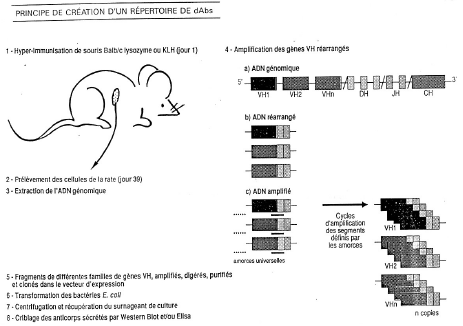 PRINCIPE DE CRÉATION D'UN RÉPERTOIRE DE dAbs
1 - Hyper-immunisation de souris Balb/c lysozyme ou KLH (jour 1)
2 - Prélèvement des cellules de la rate (jour 39)
3 - Extraction de l'ADN génomique
4 - Amplification des gènes VH réarrangés
a) ADN génomique
5'
3'
VH1 VH2 VHn DH JH CH
b) ADN réarrangé
c) ADN amplifié
amorces universelles
Cycles
d'amplification
des segments
définis par
les amorces
VH1
VH2
VHn
n copies
5 - Fragments de différentes familles de gènes VH, amplifiés, digérés, purifiés
et clonés dans le vecteur d'expression
6 - Transformation des bactéries E. coli
7 - Centrifugation et récupération du surnageant de culture
8 - Criblage des anticorps sécrétés par Western Blot et/ou Elisa